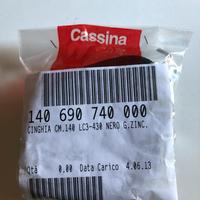 Cassina
140 690 740 000
CINGHIA CM.140 LC3-430 NERO G.ZINC.
Qtà 0,00 Data Carico 4.06.13